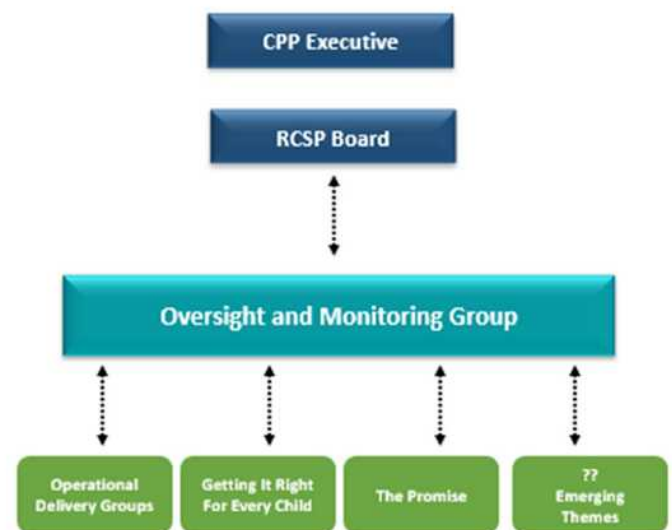 CPP Executive
RCSP Board
Oversight and Monitoring Group
Operational
Delivery Groups
Getting It Right
For Every Child
The Promise
??
Emerging
Themes